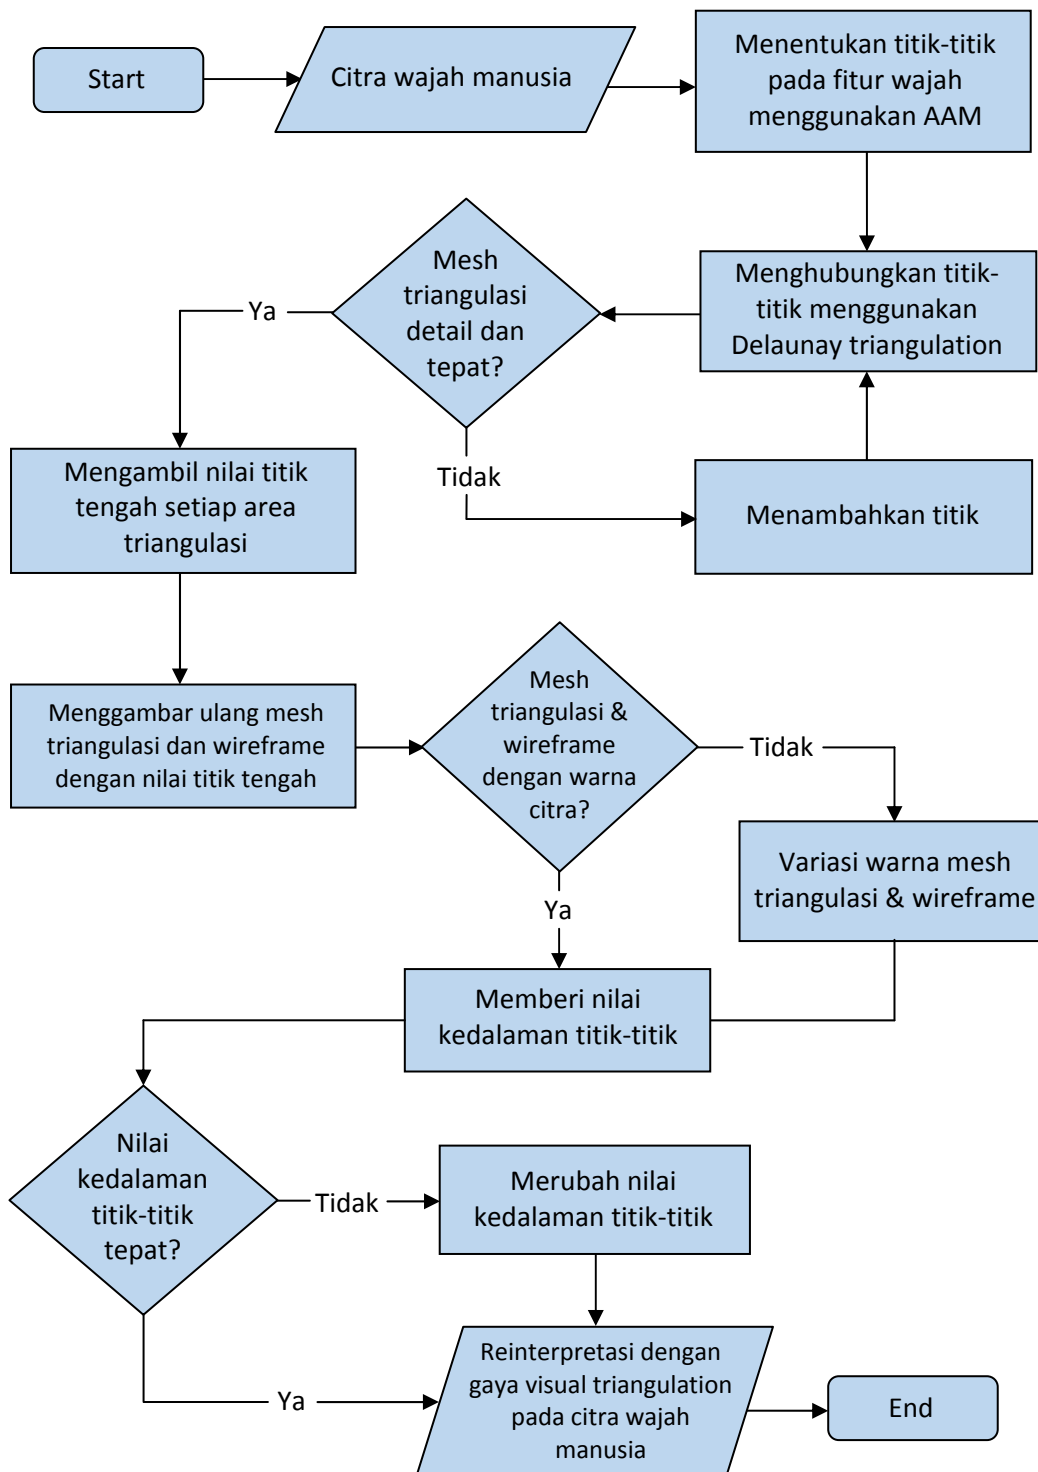 Start
Citra wajah manusia
Menentukan titik-titik
pada fitur wajah
menggunakan AAM
Menghubungkan titik-
titik menggunakan
Delaunay triangulation
Mesh
triangulasi
detail dan
tepat?
Ya
Tidak
Menambahkan titik
Mengambil nilai titik
tengah setiap area
triangulasi
Menggambar ulang mesh
triangulasi dan wireframe
dengan nilai titik tengah
Mesh
triangulasi &
wireframe
dengan warna
citra?
Tidak
Variasi warna mesh
triangulasi & wireframe
Ya
Memberi nilai
kedalaman titik-titik
Nilai
kedalaman
titik-titik
tepat?
Tidak
Merubah nilai
kedalaman titik-titik
Ya
Reinterpretasi dengan
gaya visual triangulation
pada citra wajah
manusia
End